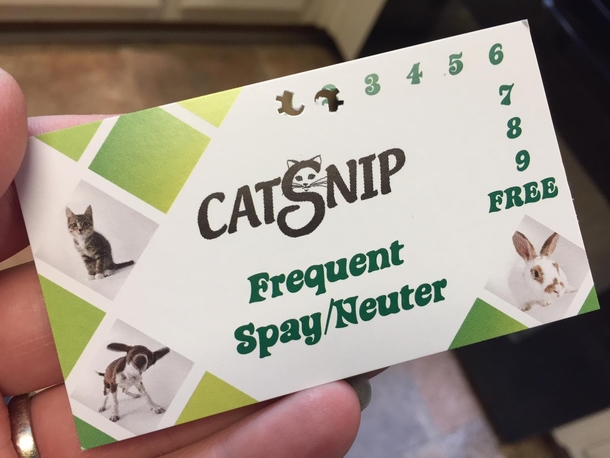 3 4 5 6
7
8
9
FREE
CATSNIP
Frequent
Spay/Neuter